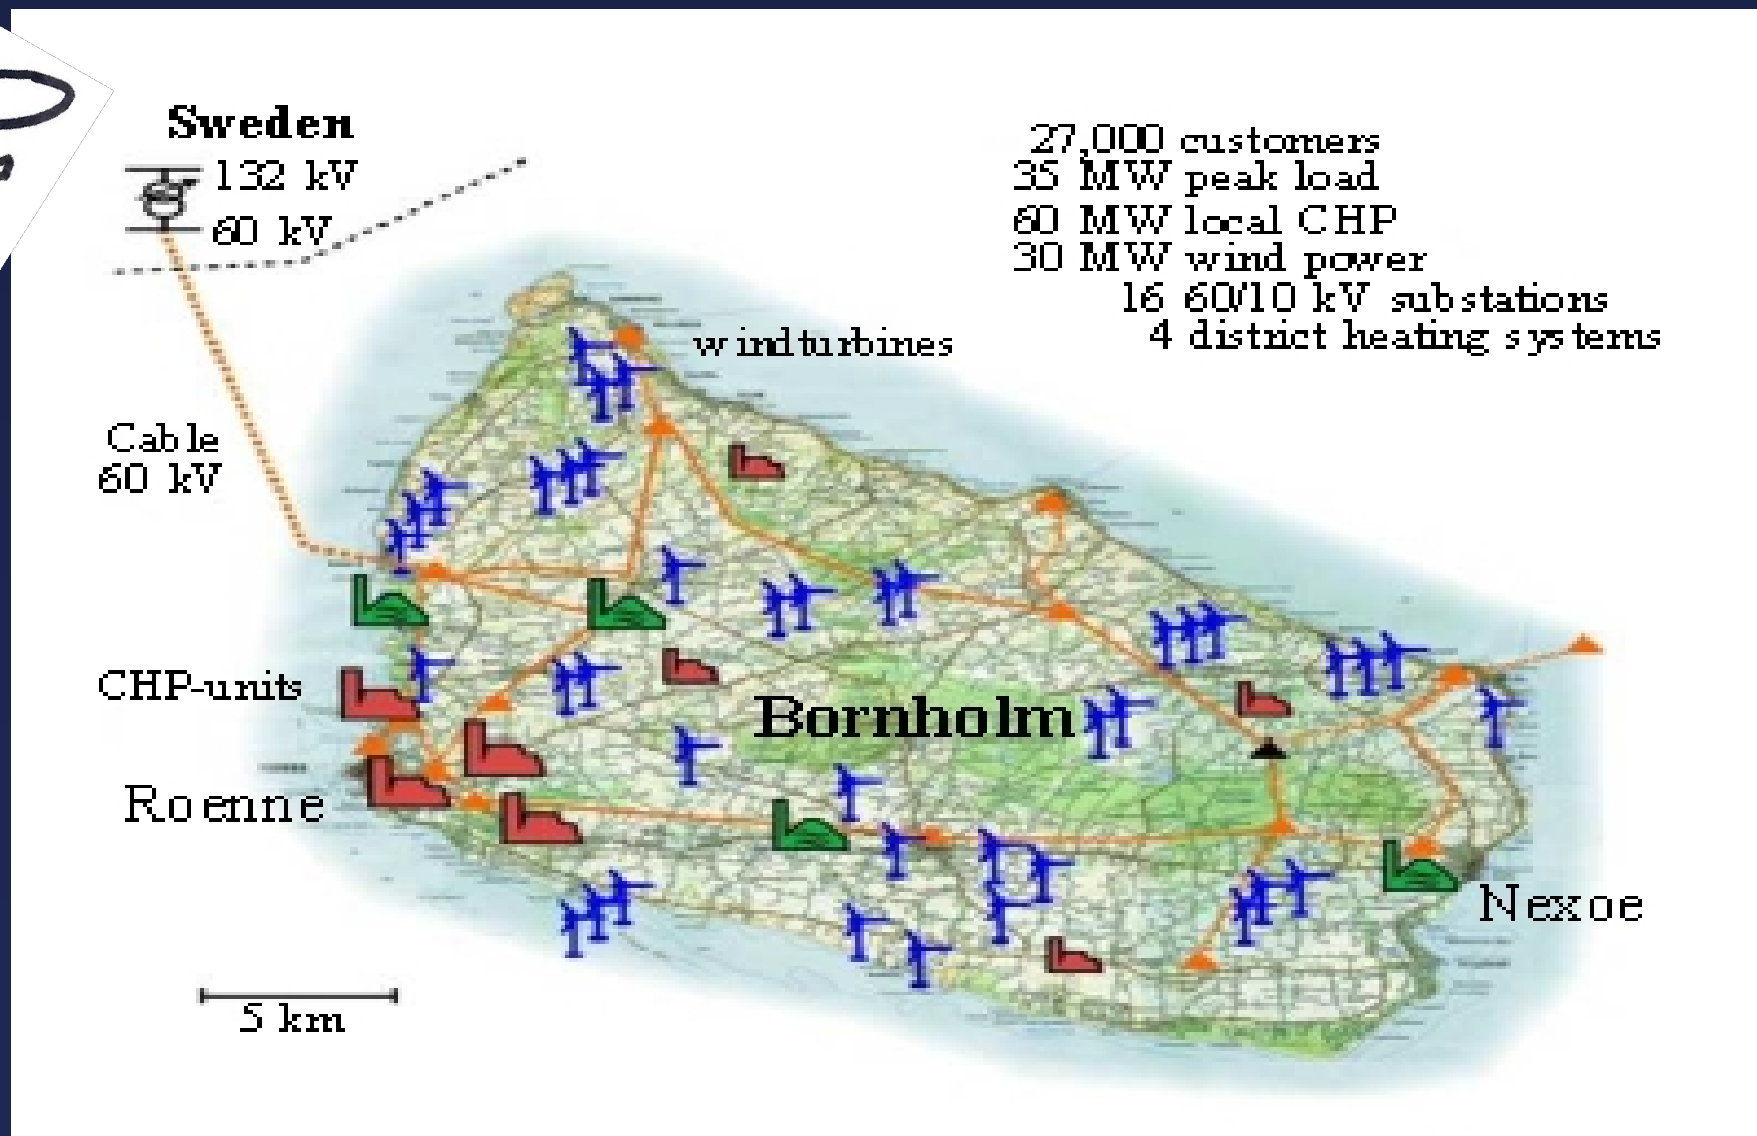 Sweden
132 kV
60 kV
27,000 customers
35 MW peak load
60 MW local CHP
30 MW wind power
16 60/10 kV substations
4 district heating systems
windturbines
Cable
60 kV
CHP-units
Bornholm
Roenne
Nexoe
5 km